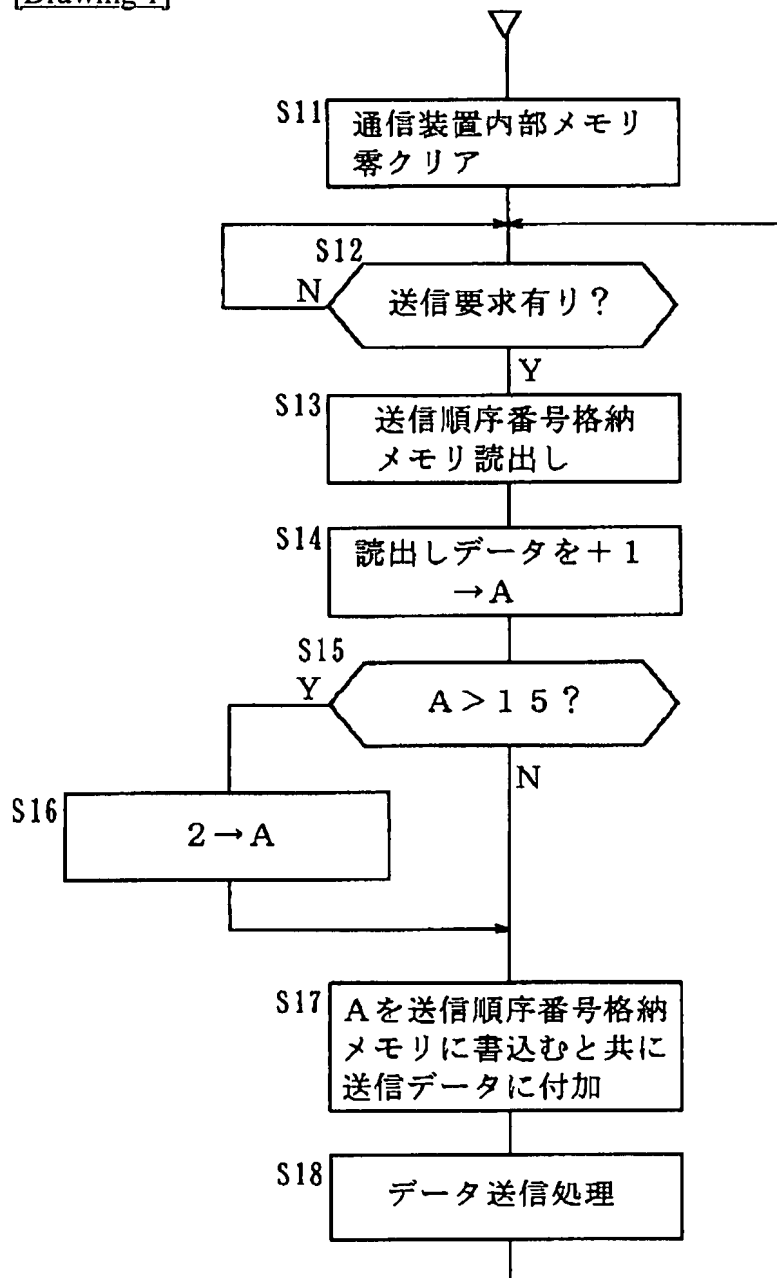 [Drawing 1]
S11
通信装置内部メモリ
零クリア
S12
N
送信要求有り？
Y
S13
送信順序番号格納
メモリ読出し
S14
読出しデータを＋１
→A
S15
Y
A＞１５？
N
S16
2→A
S17
Aを送信順序番号格納
メモリに書込むと共に
送信データに付加
S18
データ送信処理